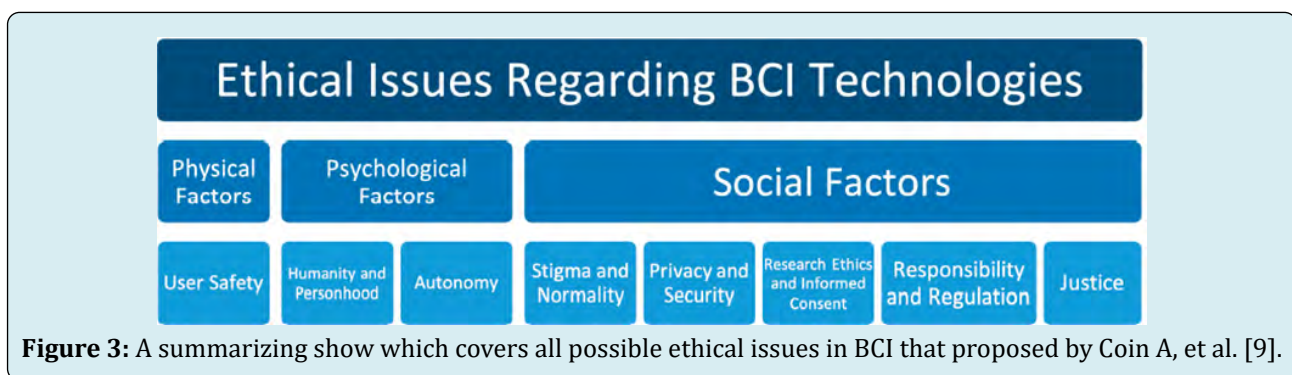 Ethical Issues Regarding BCI Technologies
Physical
Factors
Psychological
Factors
Social Factors
User Safety
Humanity and
Personhood
Autonomy
Stigma and
Normality
Privacy and
Security
Research Ethics
and Informed
Consent
Responsibility
and Regulation
Justice
Figure 3: A summarizing show which covers all possible ethical issues in BCI that proposed by Coin A, et al. [9].